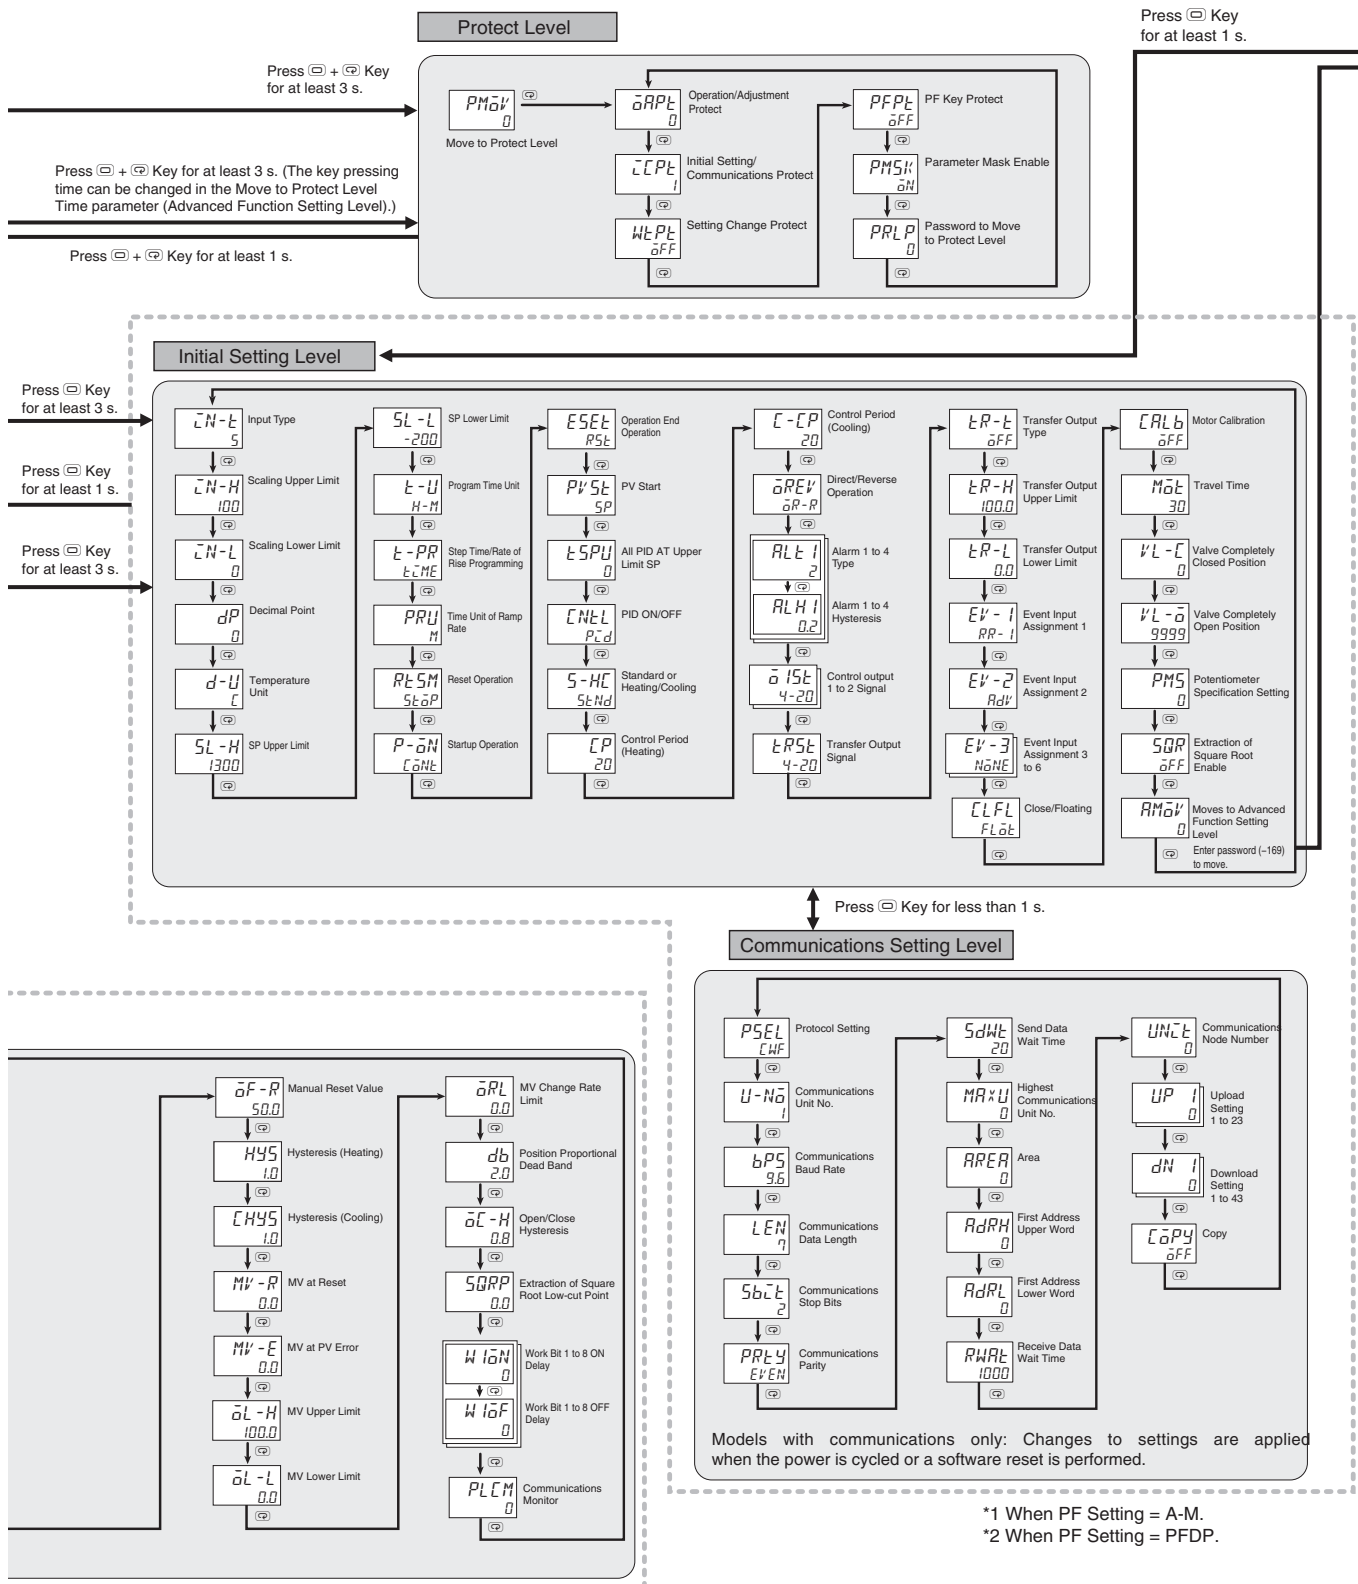 Protect Level
Press + Key
for at least 3 s.
PMoV
0
Move to Protect Level
oAPt
0
Operation/Adjustment
Protect
iCPt
1
Initial Setting/
Communications Protect
WtPt
oFF
Setting Change Protect
PFPt
oFF
PF Key Protect
PMSK
oN
Parameter Mask Enable
PRLP
0
Password to Move
to Protect Level
Press Key
for at least 1 s.
Press + Key for at least 3 s. (The key pressing
time can be changed in the Move to Protect Level
Time parameter (Advanced Function Setting Level).)
Press + Key for at least 1 s.
Initial Setting Level
Press Key
for at least 3 s.
Press Key
for at least 1 s.
Press Key
for at least 3 s.
iN-t
5
Input Type
iN-H
100
Scaling Upper Limit
iN-L
0
Scaling Lower Limit
dP
0
Decimal Point
d-U
C
Temperature
Unit
SL-H
1300
SP Upper Limit
SL-L
-200
SP Lower Limit
t-U
H-M
Program Time Unit
t-PR
tiME
Step Time/Rate of
Rise Programming
PRU
M
Time Unit of Ramp
Rate
RESM
StoP
Reset Operation
P-oN
CoNt
Startup Operation
ESEt
RSt
Operation End
Operation
PVSt
SP
PV Start
tSPU
0
All PID AT Upper
Limit SP
CNtL
Pid
PID ON/OFF
S-HC
StNd
Standard or
Heating/Cooling
CP
20
Control Period
(Heating)
C-CP
20
Control Period
(Cooling)
oREV
oR-R
Direct/Reverse
Operation
ALt1
2
Alarm 1 to 4
Type
ALH1
0.2
Alarm 1 to 4
Hysteresis
o1St
4-20
Control output
1 to 2 Signal
tRSt
4-20
Transfer Output
Signal
tR-t
oFF
Transfer Output
Type
tR-H
100.0
Transfer Output
Upper Limit
tR-L
0.0
Transfer Output
Lower Limit
EV-1
RR-1
Event Input
Assignment 1
EV-2
AdV
Event Input
Assignment 2
EV-3
NoNE
Event Input
Assignment 3
to 6
CLFL
FLot
Close/Floating
CALb
oFF
Motor Calibration
Mot
30
Travel Time
VL-C
0
Valve Completely
Closed Position
VL-o
9999
Valve Completely
Open Position
PMS
0
Potentiometer
Specification Setting
SQR
oFF
Extraction of
Square Root
Enable
AMoV
0
Moves to Advanced
Function Setting
Level
Enter password (−169)
to move.
Press Key for less than 1 s.
Communications Setting Level
PSEL
CWF
Protocol Setting
U-No
1
Communications
Unit No.
bPS
9.6
Communications
Baud Rate
LEN
7
Communications
Data Length
Sbit
2
Communications
Stop Bits
PRtY
EVEN
Communications
Parity
SdWt
20
Send Data
Wait Time
MAxU
0
Highest
Communications
Unit No.
AREA
0
Area
AdRH
0
First Address
Upper Word
AdRL
0
First Address
Lower Word
RWAt
1000
Receive Data
Wait Time
UNit
0
Communications
Node Number
UP 1
0
Upload
Setting
1 to 23
dN 1
0
Download
Setting
1 to 43
CoPY
oFF
Copy
Models with communications only: Changes to settings are applied
when the power is cycled or a software reset is performed.
oF-R
50.0
Manual Reset Value
HYS
1.0
Hysteresis (Heating)
CHYS
1.0
Hysteresis (Cooling)
MV-R
0.0
MV at Reset
MV-E
0.0
MV at PV Error
oL-H
100.0
MV Upper Limit
oL-L
0.0
MV Lower Limit
oRL
0.0
MV Change Rate
Limit
db
2.0
Position Proportional
Dead Band
oC-H
0.8
Open/Close
Hysteresis
SQRP
0.0
Extraction of Square
Root Low-cut Point
W1oN
0
Work Bit 1 to 8 ON
Delay
W1oF
0
Work Bit 1 to 8 OFF
Delay
PLCM
0
Communications
Monitor
*1 When PF Setting = A-M.
*2 When PF Setting = PFDP.